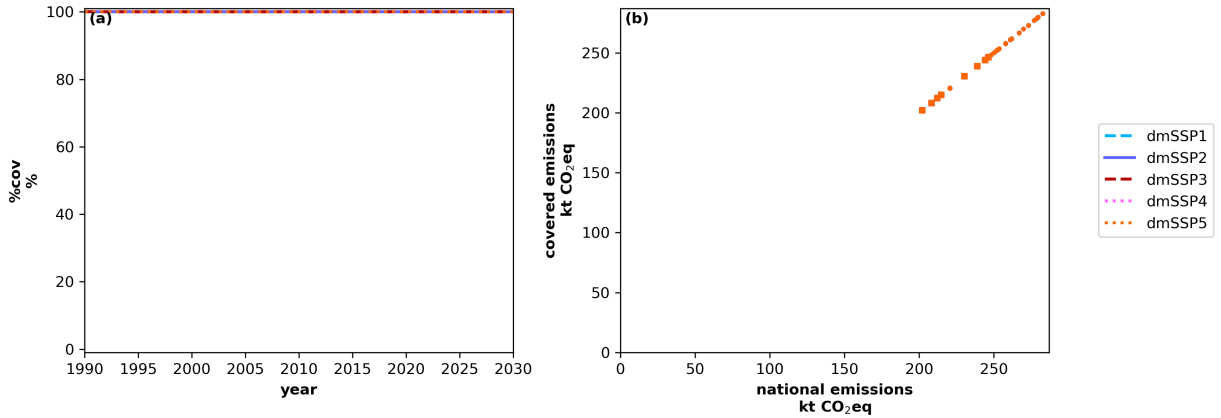 (a)
100
80
60
40
20
0
%cov
%
1990 1995 2000 2005 2010 2015 2020 2025 2030
year
(b)
250
200
150
100
50
0
covered emissions
kt CO₂eq
0 50 100 150 200 250
national emissions
kt CO₂eq
dmSSP1
dmSSP2
dmSSP3
dmSSP4
dmSSP5